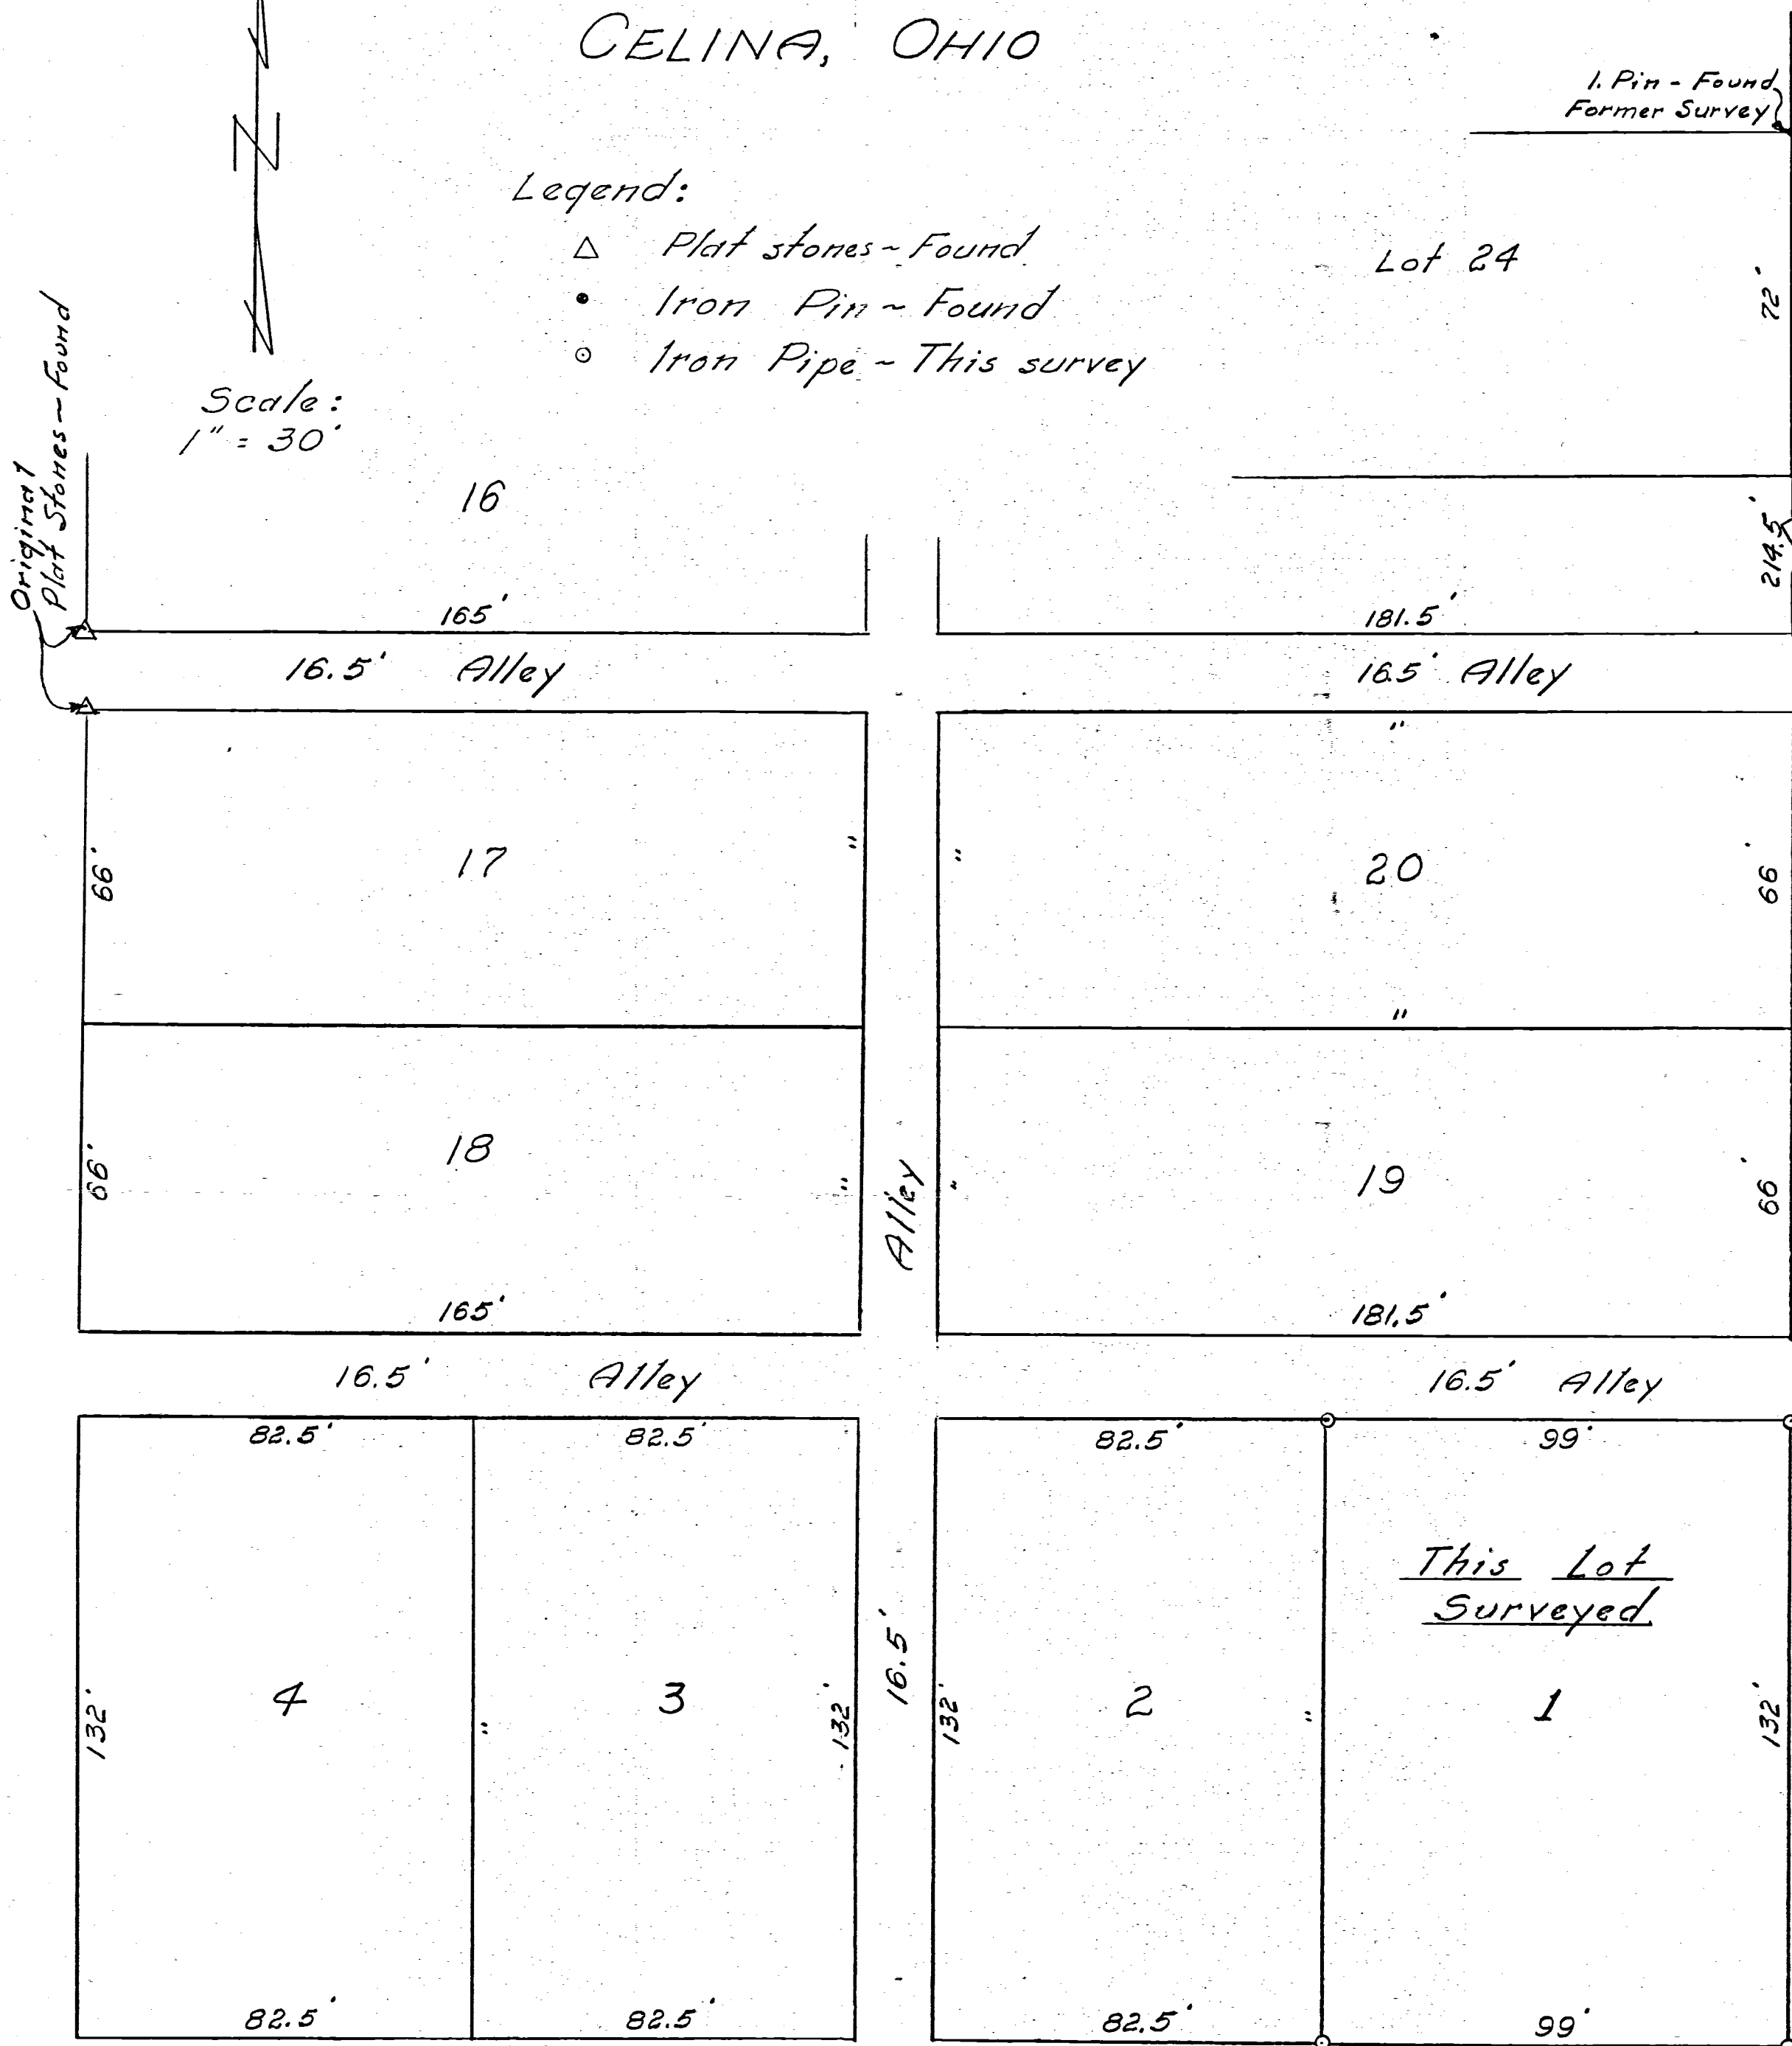 CELINA, OHIO
1. Pin - Found
Former Survey
N
Legend:
△ Plat stones ~ Found
• Iron Pin ~ Found
⊙ Iron Pipe ~ This survey
Lot 24
72'
Scale:
1" = 30'
Original
Plat Stones ~ Found
16
214.5'
165'
181.5'
16.5' Alley
16.5' Alley
"
66'
17
"
"
20
66'
"
66'
18
"
Alley
"
19
66'
165'
181.5'
16.5' Alley
16.5' Alley
82.5'
82.5'
82.5'
99'
This Lot
Surveyed
132'
4
"
3
132'
16.5'
132'
2
"
1
132'
82.5'
82.5'
82.5'
99'